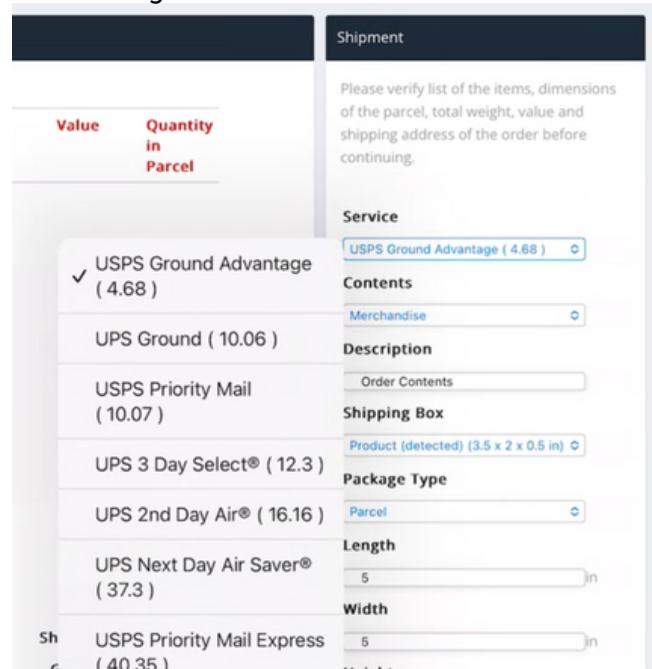 Shipment
Please verify list of the items, dimensions
of the parcel, total weight, value and
shipping address of the order before
continuing.
Value
Quantity
in
Parcel
Service
USPS Ground Advantage ( 4.68 )
Contents
Merchandise
Description
Order Contents
Shipping Box
Product (detected) (3.5 x 2 x 0.5 in)
Package Type
Parcel
Length
5
in
Width
5
in
✓ USPS Ground Advantage
( 4.68 )
UPS Ground ( 10.06 )
USPS Priority Mail
( 10.07 )
UPS 3 Day Select® ( 12.3 )
UPS 2nd Day Air® ( 16.16 )
UPS Next Day Air Saver®
( 37.3 )
USPS Priority Mail Express
( 40.35 )
Sh